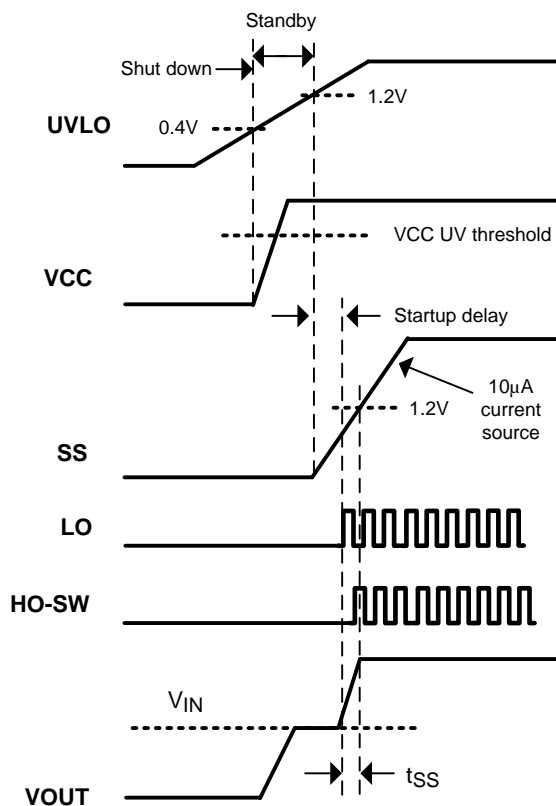 Standby
Shut down
1.2V
UVLO
0.4V
VCC UV threshold
VCC
Startup delay
10μA
current
source
1.2V
SS
LO
HO-SW
VIN
tSS
VOUT